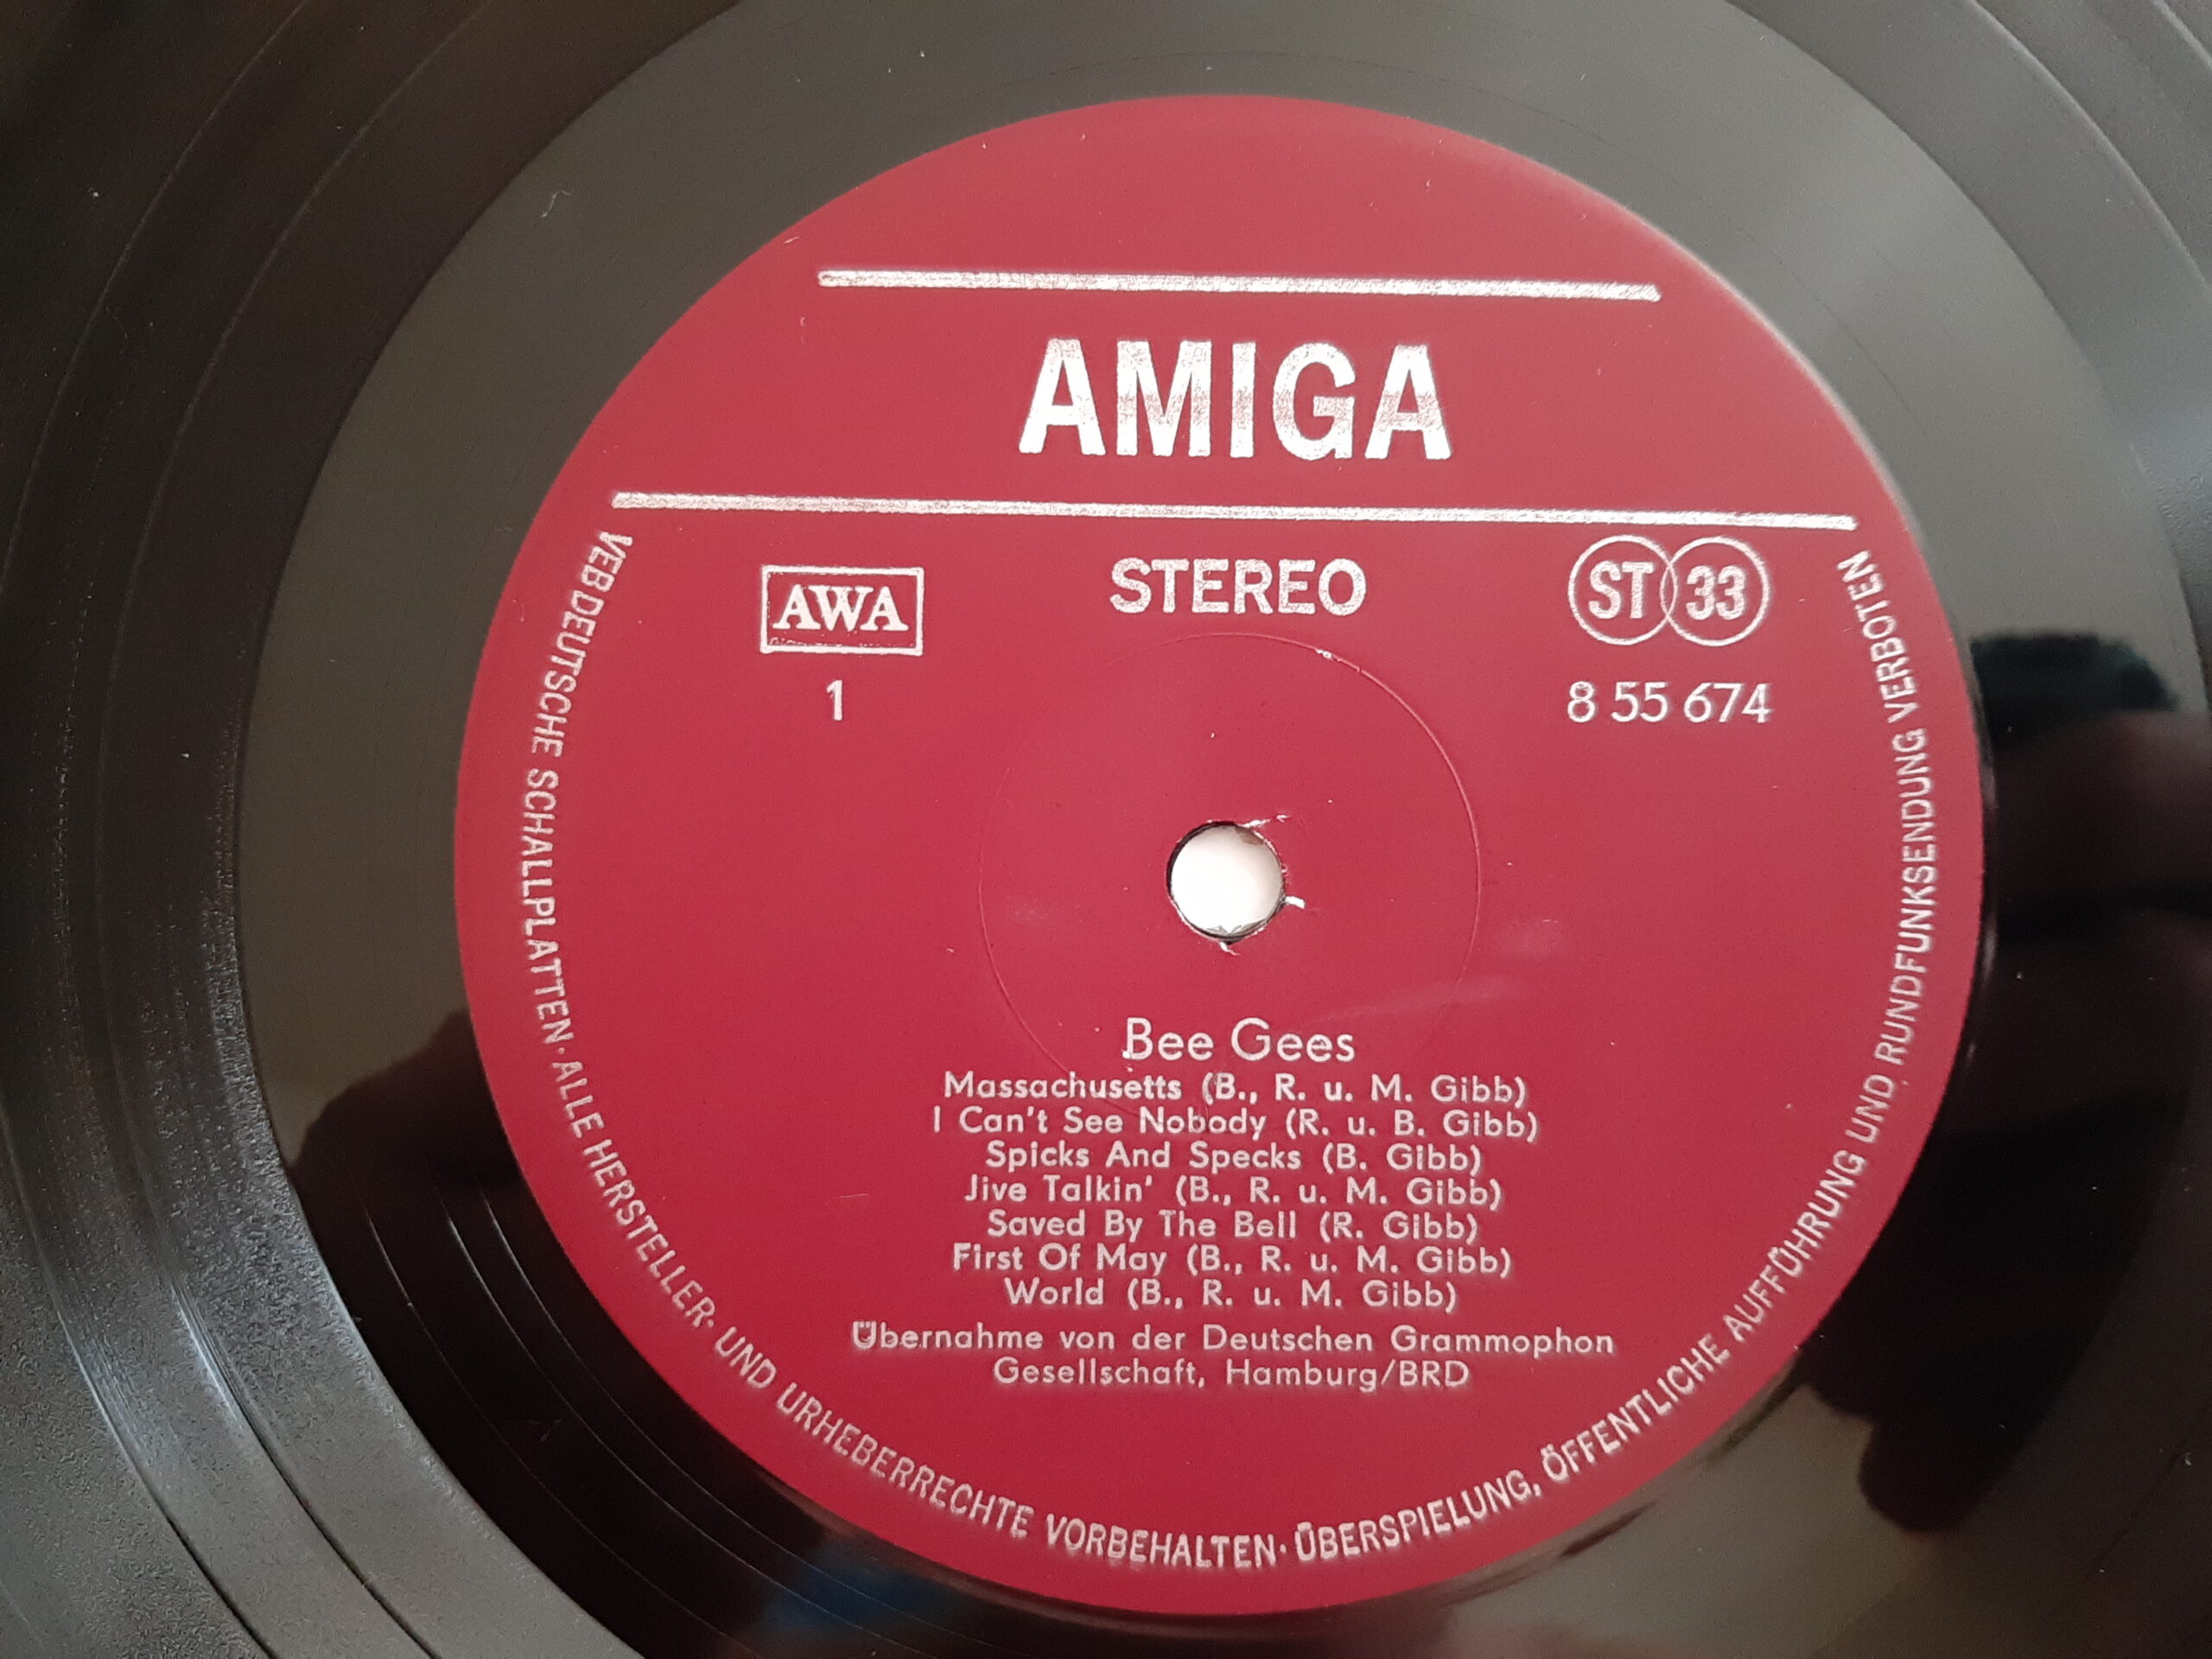 AMIGA
AWA
STEREO
ST 33
1
8 55 674
Bee Gees
Massachusetts (B., R. u. M. Gibb)
I Can't See Nobody (R. u. B. Gibb)
Spicks And Specks (B. Gibb)
Jive Talkin' (B., R. u. M. Gibb)
Saved By The Bell (R. Gibb)
First Of May (B., R. u. M. Gibb)
World (B., R. u. M. Gibb)
Übernahme von der Deutschen Grammophon
Gesellschaft, Hamburg/BRD
VEB DEUTSCHE SCHALLPLATTEN · ALLE HERSTELLER- UND URHEBERRECHTE VORBEHALTEN · ÜBERSPIELUNG, ÖFFENTLICHE AUFFÜHRUNG UND RUNDFUNKSENDUNG VERBOTEN